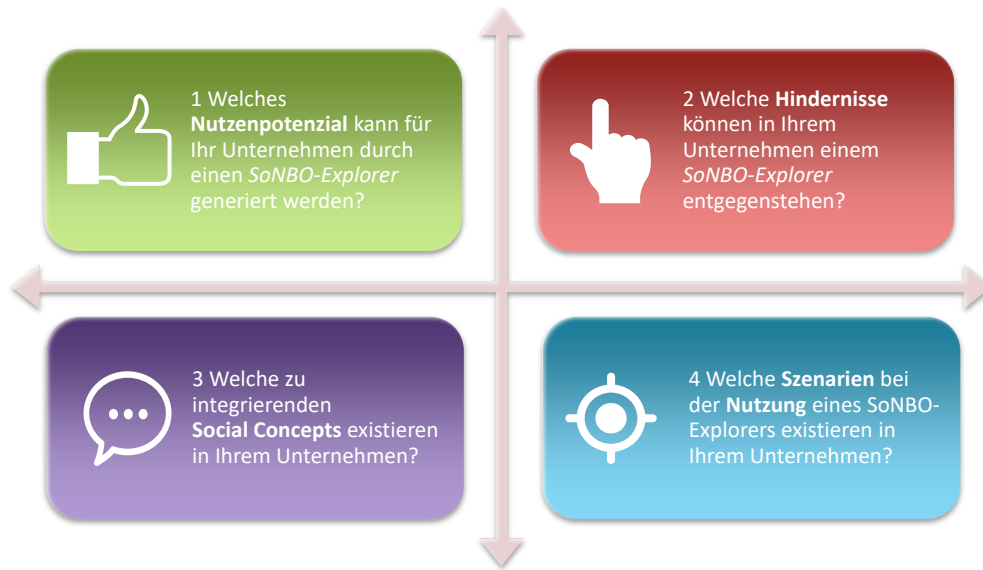 1 Welches
Nutzenpotenzial kann für
Ihr Unternehmen durch
einen SoNBO-Explorer
generiert werden?
2 Welche Hindernisse
können in Ihrem
Unternehmen einem
SoNBO-Explorer
entgegenstehen?
3 Welche zu
integrierenden
Social Concepts existieren
in Ihrem Unternehmen?
4 Welche Szenarien bei
der Nutzung eines SoNBO-
Explorers existieren in
Ihrem Unternehmen?